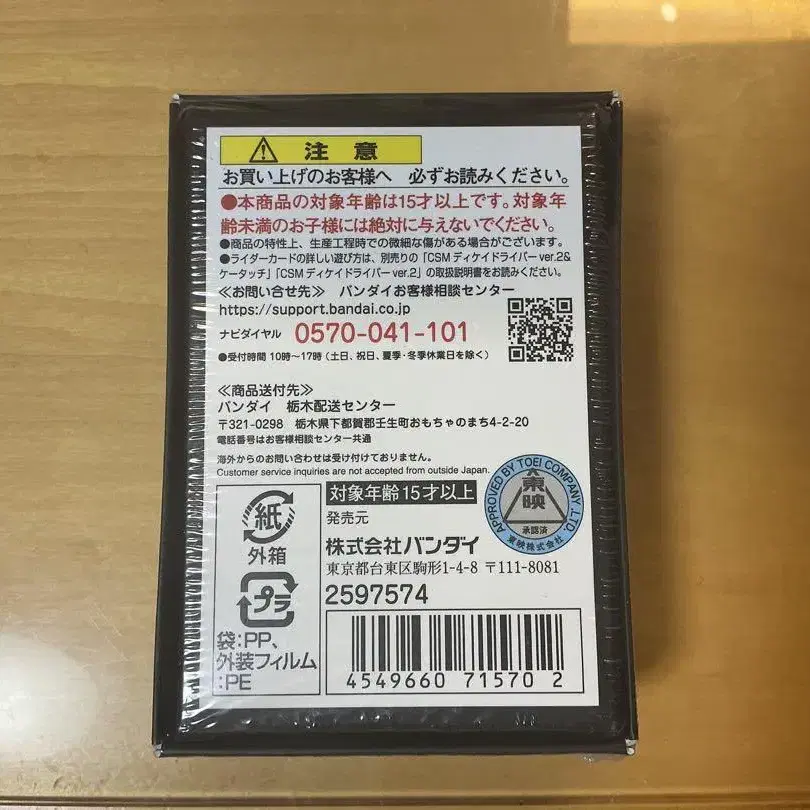 注意
お買い上げのお客様へ 必ずお読みください。
●本商品の対象年齢は15才以上です。対象年
齢未満のお子様には絶対に与えないでください。
●商品の特性上、生産工程時での微細な傷がある場合がございます。
●ライダーカードの詳しい遊び方は、別売りの「CSM ディケイドライバー ver.2&
ケータッチ」「CSM ディケイドライバー ver.2」の取扱説明書をお読みください。
≪お問い合せ先≫ バンダイお客様相談センター
https://support.bandai.co.jp
ナビダイヤル 0570-041-101
●受付時間 10時〜17時(土日、祝日、夏季・冬季休業日を除く)
≪商品送付先≫
バンダイ 栃木配送センター
〒321-0298 栃木県下都賀郡壬生町おもちゃのまち4-2-20
電話番号はお客様相談センター共通
海外からのお問い合わせは受け付けておりません。
Customer service inquiries are not accepted from outside Japan.
紙
外箱
プラ
袋:PP、
外装フィルム
:PE
対象年齢15才以上
発売元
株式会社バンダイ
東京都台東区駒形1-4-8 〒111-8081
2597574
4549660 715702
APPROVED BY TOEI COMPANY, LTD.
東映
承認済
東映株式会社